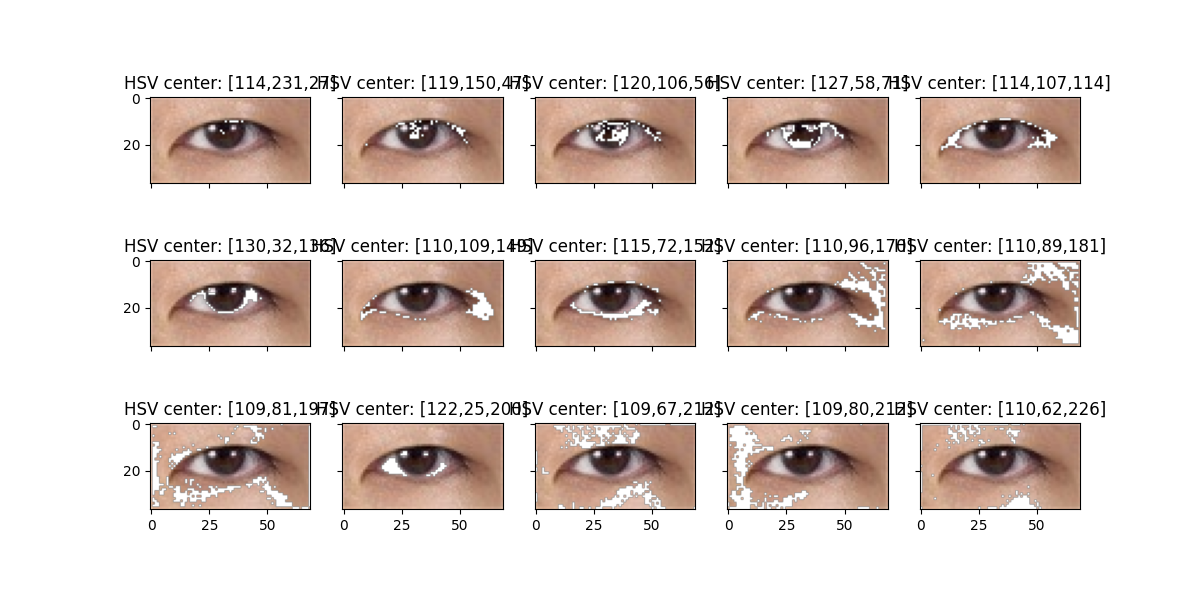 HSV center: [114,231,27] HSV center: [119,150,47] HSV center: [120,106,56] HSV center: [127,58,71] HSV center: [114,107,114]
0
20
HSV center: [130,32,136] HSV center: [110,109,149] HSV center: [115,72,152] HSV center: [110,96,170] HSV center: [110,89,181]
0
20
HSV center: [109,81,197] HSV center: [122,25,200] HSV center: [109,67,212] HSV center: [109,80,212] HSV center: [110,62,226]
0
20
0 25 50 0 25 50 0 25 50 0 25 50 0 25 50